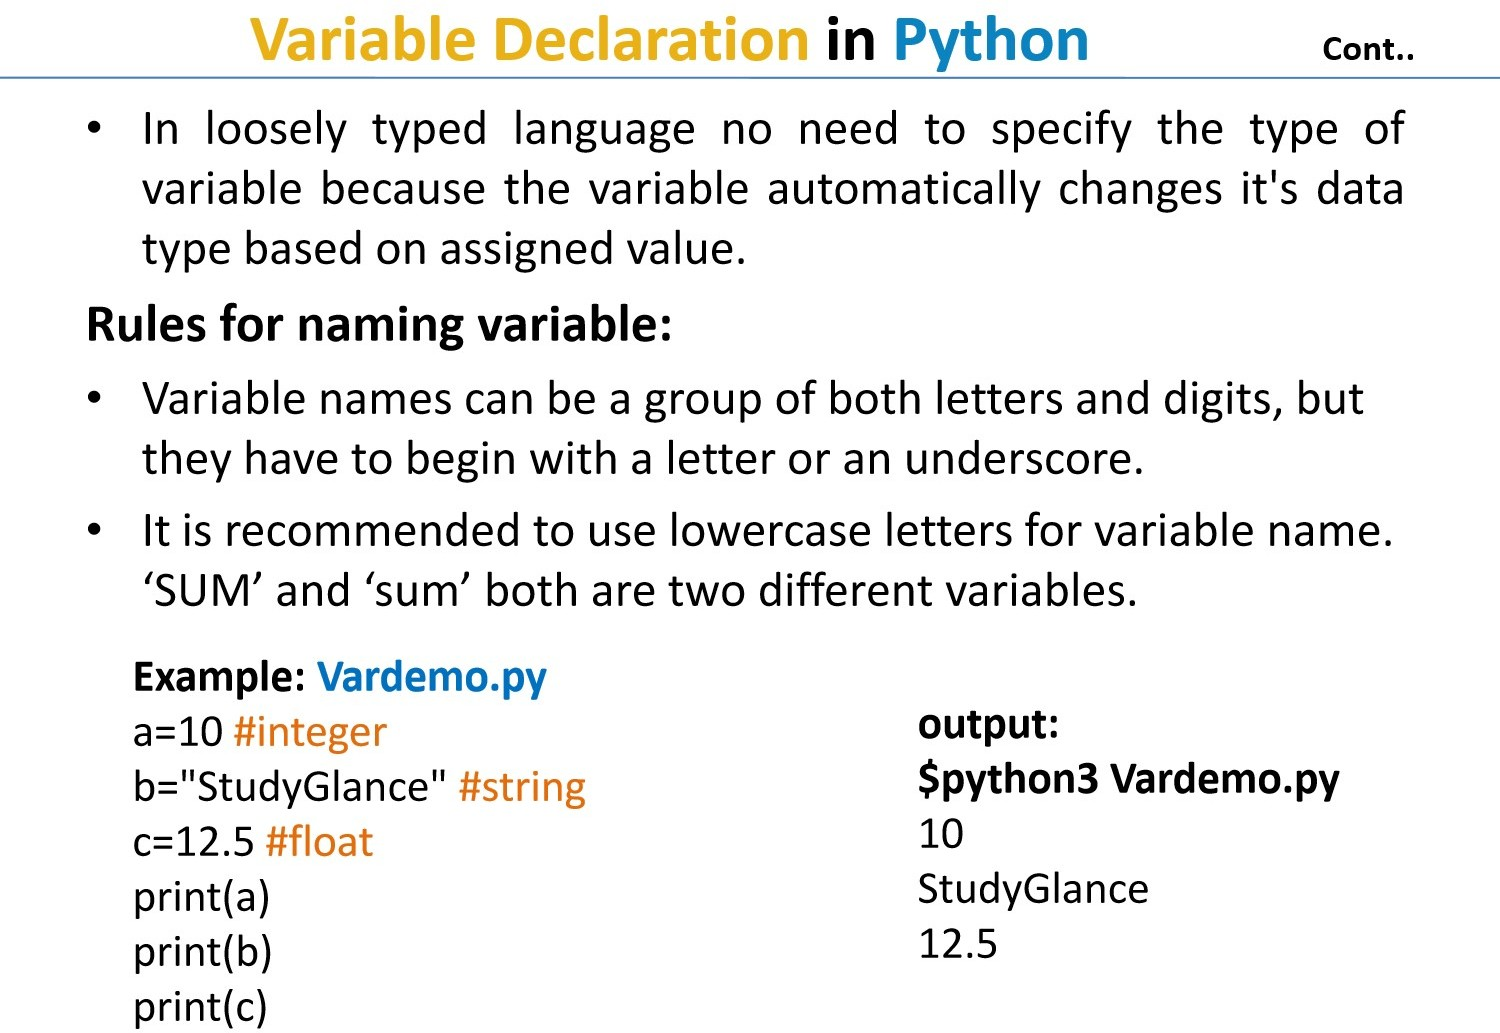 Variable Declaration in Python Cont..
• In loosely typed language no need to specify the type of
variable because the variable automatically changes it's data
type based on assigned value.
Rules for naming variable:
• Variable names can be a group of both letters and digits, but
they have to begin with a letter or an underscore.
• It is recommended to use lowercase letters for variable name.
‘SUM’ and ‘sum’ both are two different variables.
Example: Vardemo.py
a=10 #integer
b="StudyGlance" #string
c=12.5 #float
print(a)
print(b)
print(c)
output:
$python3 Vardemo.py
10
StudyGlance
12.5